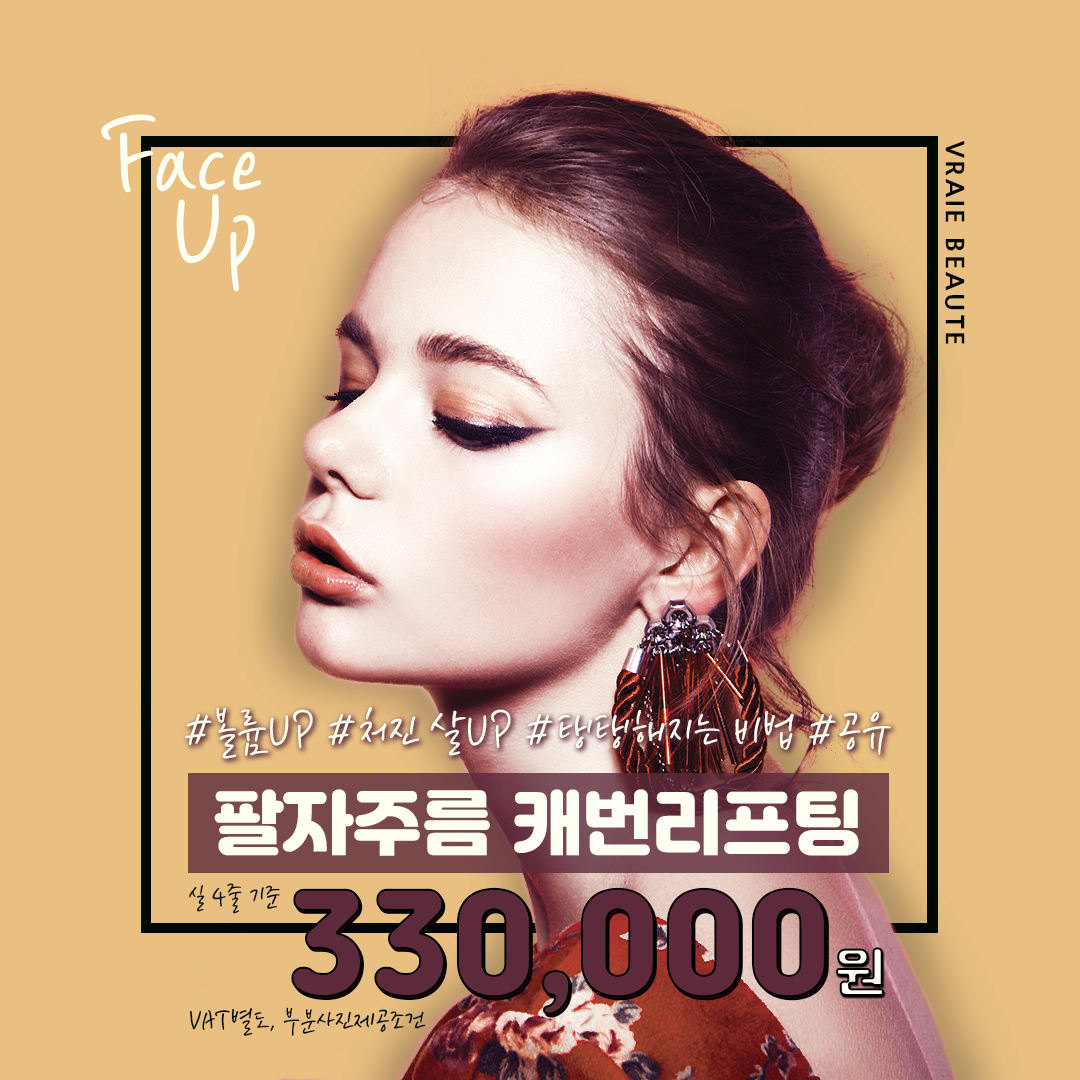 Face
Up
VRAIE BEAUTE
#볼륨UP #처진 살UP #탱탱해지는 비법 #공유
팔자주름 캐번리프팅
실 4줄 기준
330,000원
VAT별도, 부분사진제공조건